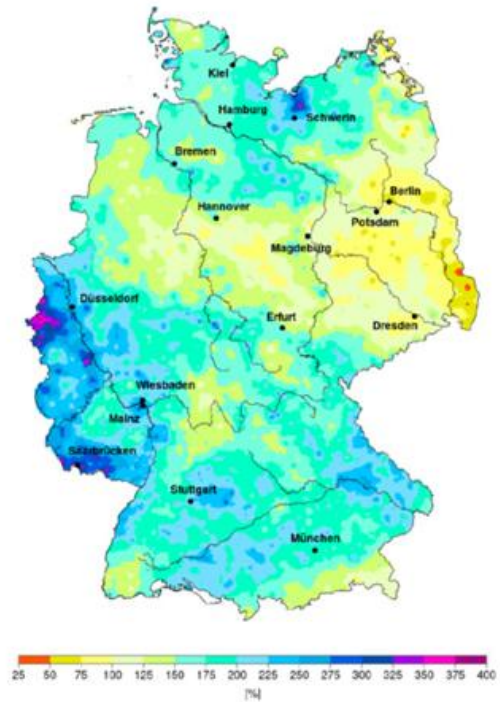 Kiel
Hamburg
Schwerin
Bremen
Berlin
Hannover
Potsdam
Magdeburg
Düsseldorf
Erfurt
Dresden
Wiesbaden
Mainz
Saarbrücken
Stuttgart
München
25 50 75 100 125 150 175 200 225 250 275 300 325 350 375 400
[%]